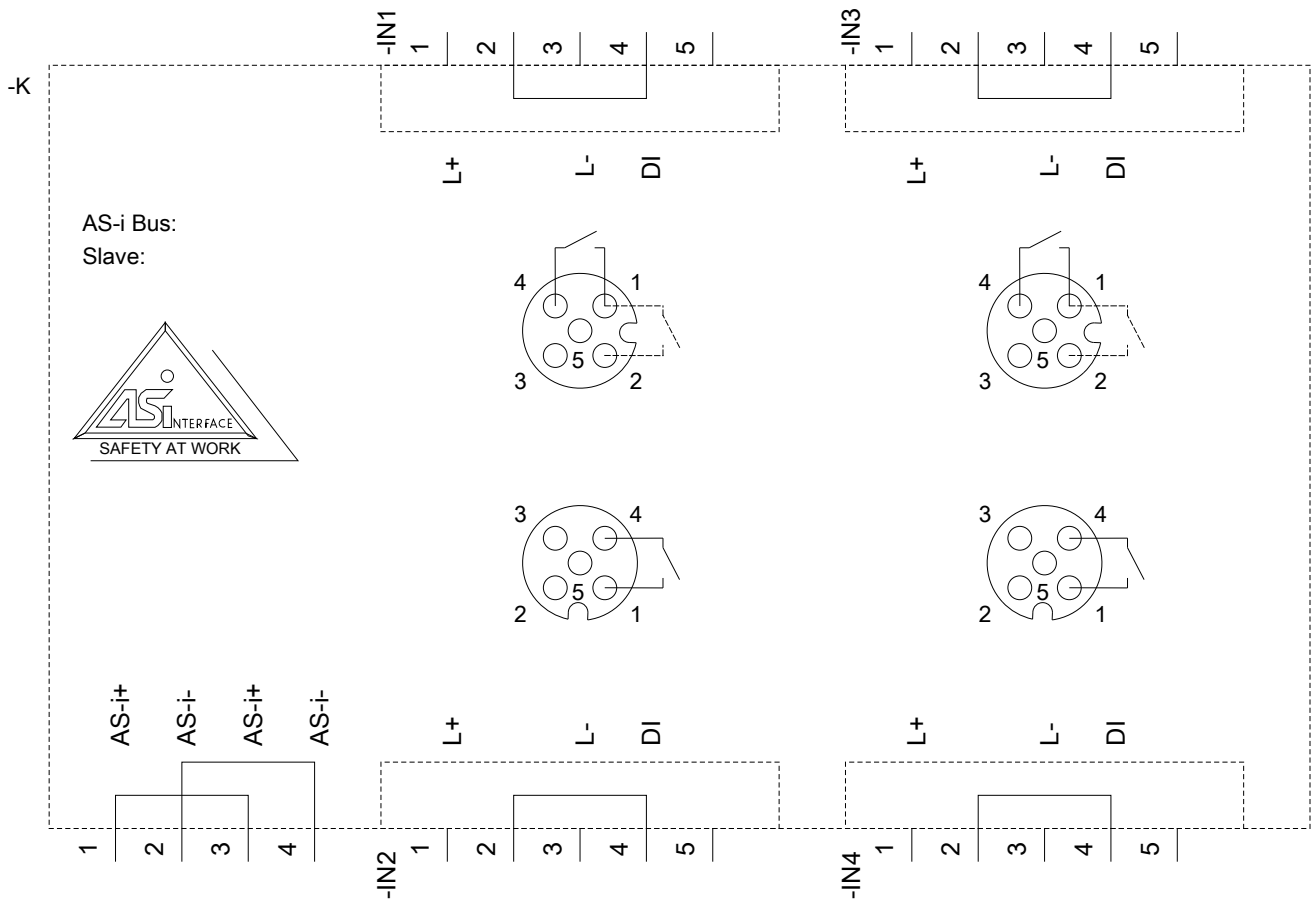 -IN1
1 2 3 4 5
-IN3
1 2 3 4 5
-K
L+ L- DI
L+ L- DI
AS-i Bus:
Slave:
4 1
3 5 2
4 1
3 5 2
ASi NTERFACE
SAFETY AT WORK
3 4
2 5 1
3 4
2 5 1
AS-i+ AS-i- AS-i+ AS-i-
L+ L- DI
L+ L- DI
1 2 3 4
-IN2
1 2 3 4 5
-IN4
1 2 3 4 5